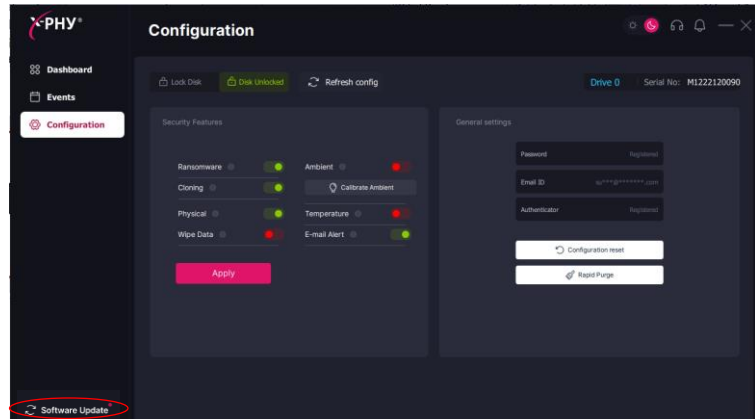 X-PHY®
Configuration
Dashboard
Events
Configuration
Lock Disk
Disk Unlocked
Refresh config
Drive 0
Serial No: M1222120090
Security Features
General settings
Ransomware
Ambient
Cloning
Calibrate Ambient
Physical
Temperature
Wipe Data
E-mail Alert
Apply
Password
Registered
Email ID
Authenticator
Registered
Configuration reset
Rapid Purge
Software Update